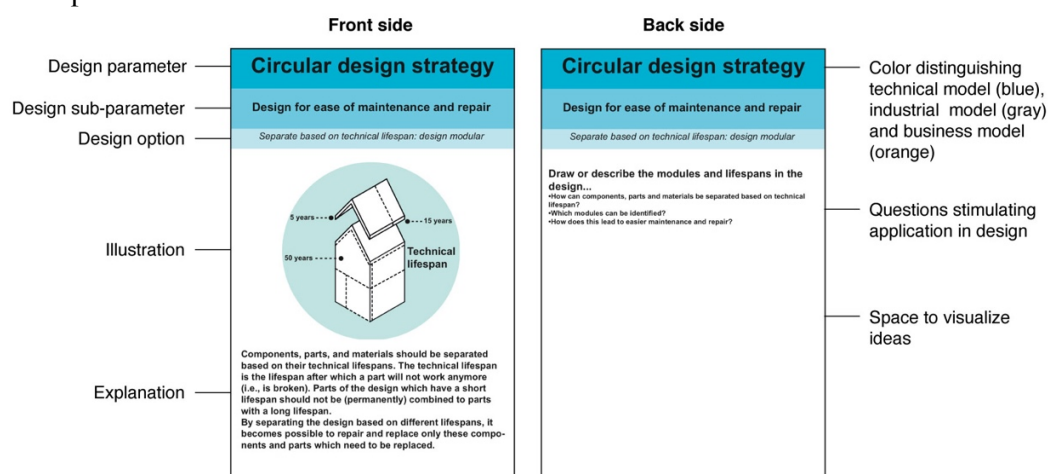 Front side
Back side
Design parameter
Design sub-parameter
Design option
Illustration
Explanation
Circular design strategy
Design for ease of maintenance and repair
Separate based on technical lifespan: design modular
5 years
15 years
50 years
Technical
lifespan
Components, parts, and materials should be separated
based on their technical lifespans. The technical lifespan
is the lifespan after which a part will not work anymore
(i.e., is broken). Parts of the design which have a short
lifespan should not be (permanently) combined to parts
with a long lifespan.
By separating the design based on different lifespans, it
becomes possible to repair and replace only these compo-
nents and parts which need to be replaced.
Circular design strategy
Design for ease of maintenance and repair
Separate based on technical lifespan: design modular
Draw or describe the modules and lifespans in the
design...
•How can components, parts and materials be separated based on technical
lifespan?
•Which modules can be identified?
•How does this lead to easier maintenance and repair?
Color distinguishing
technical model (blue),
industrial model (gray)
and business model
(orange)
Questions stimulating
application in design
Space to visualize
ideas